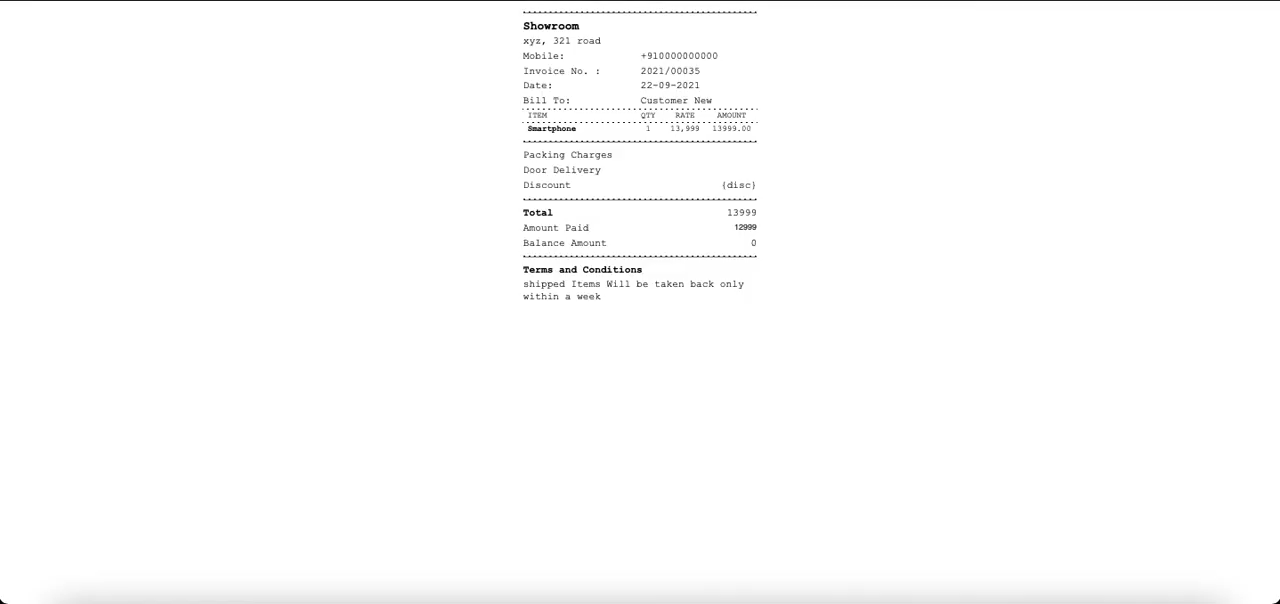 Showroom
xyz, 321 road
Mobile: +910000000000
Invoice No. : 2021/00035
Date: 22-09-2021
Bill To: Customer New
ITEM QTY RATE AMOUNT
Smartphone 1 13,999 13999.00
Packing Charges
Door Delivery
Discount {disc}
Total 13999
Amount Paid 12999
Balance Amount 0
Terms and Conditions
shipped Items Will be taken back only
within a week